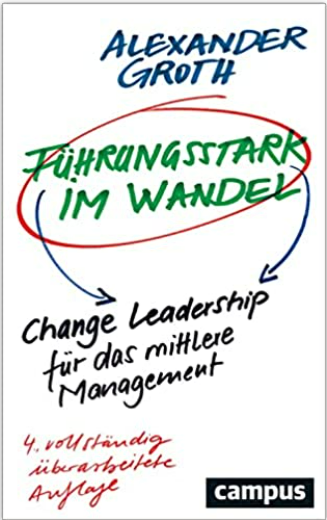 ALEXANDER
GROTH
FÜHRUNGSSTARK
IM WANDEL
Change Leadership
für das mittlere
Management
4. vollständig
überarbeitete
Auflage
campus